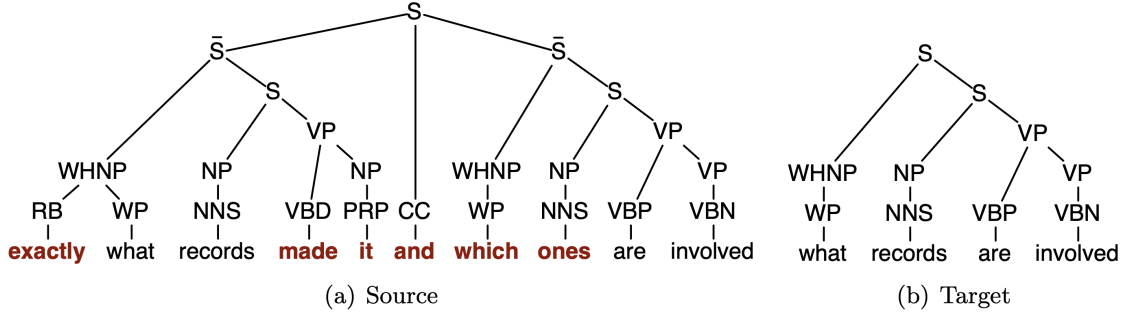 S
S̄ S̄ S
S S S
VP VP VP
WHNP NP NP WHNP NP VP WHNP NP VP
RB WP NNS VBD PRP CC WP NNS VBP VBN WP NNS VBP VBN
exactly what records made it and which ones are involved what records are involved
(a) Source (b) Target